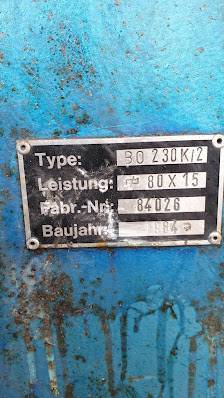 Type: BO 230K/2
Leistung: 80 X 15
Fabr.-Nr. 84026
Baujahr: